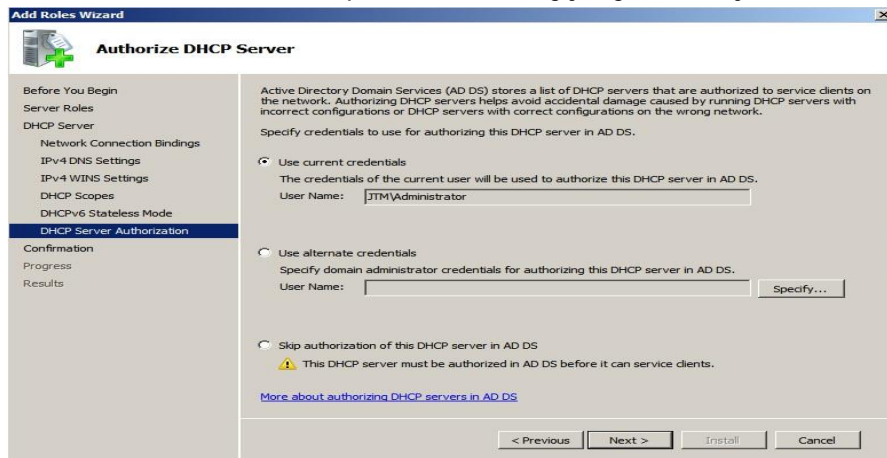 Add Roles Wizard
Authorize DHCP Server
Before You Begin
Server Roles
DHCP Server
Network Connection Bindings
IPv4 DNS Settings
IPv4 WINS Settings
DHCP Scopes
DHCPv6 Stateless Mode
DHCP Server Authorization
Confirmation
Progress
Results
Active Directory Domain Services (AD DS) stores a list of DHCP servers that are authorized to service clients on
the network. Authorizing DHCP servers helps avoid accidental damage caused by running DHCP servers with
incorrect configurations or DHCP servers with correct configurations on the wrong network.
Specify credentials to use for authorizing this DHCP server in AD DS.
Use current credentials
The credentials of the current user will be used to authorize this DHCP server in AD DS.
User Name: JTM\Administrator
Use alternate credentials
Specify domain administrator credentials for authorizing this DHCP server in AD DS.
User Name: Specify...
Skip authorization of this DHCP server in AD DS
This DHCP server must be authorized in AD DS before it can service clients.
More about authorizing DHCP servers in AD DS
< Previous Next > Install Cancel